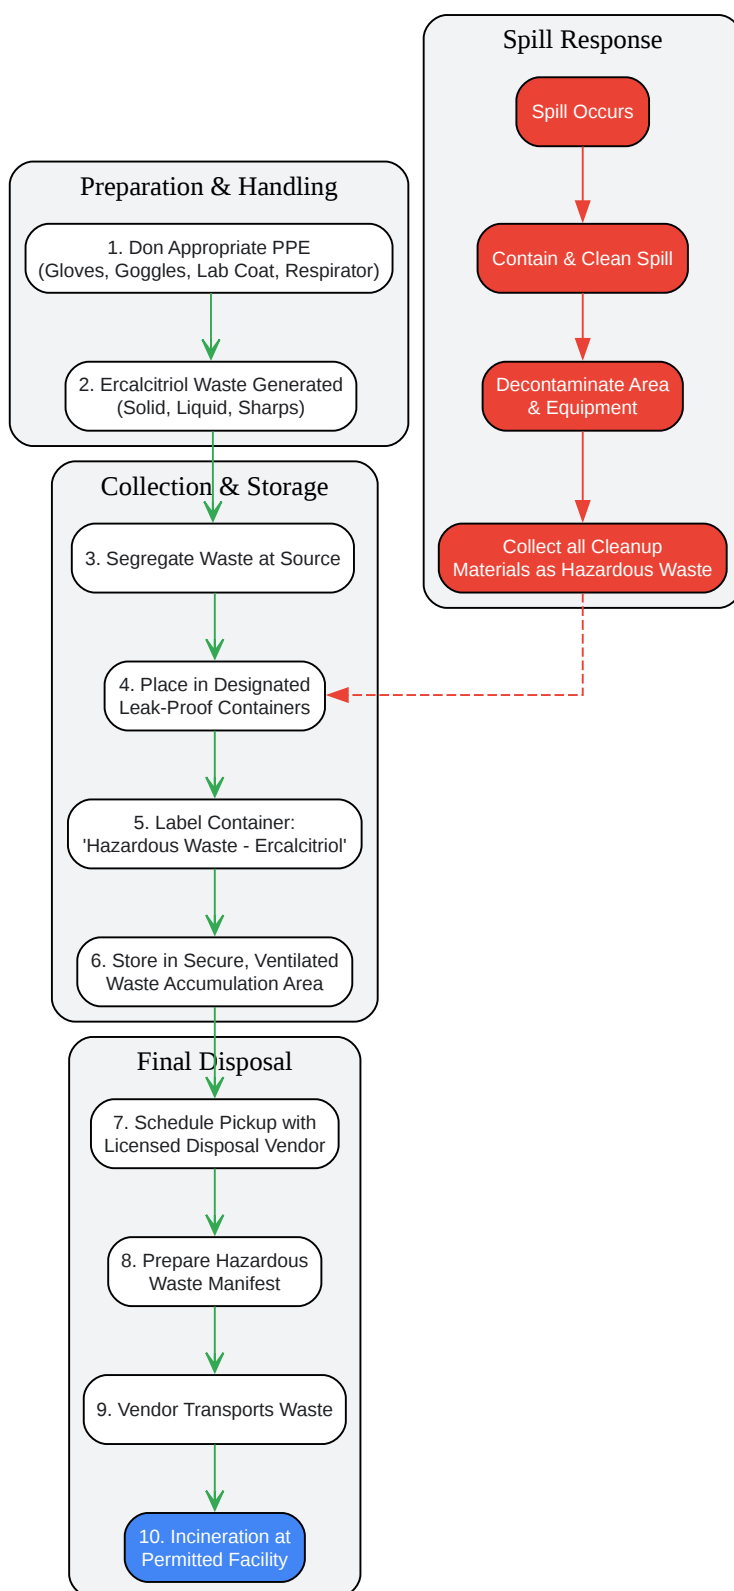 Spill Response
Spill Occurs
Contain & Clean Spill
Decontaminate Area
& Equipment
Collect all Cleanup
Materials as Hazardous Waste
Preparation & Handling
1. Don Appropriate PPE
(Gloves, Goggles, Lab Coat, Respirator)
2. Ercalcitriol Waste Generated
(Solid, Liquid, Sharps)
Collection & Storage
3. Segregate Waste at Source
4. Place in Designated
Leak-Proof Containers
5. Label Container:
'Hazardous Waste - Ercalcitriol'
6. Store in Secure, Ventilated
Waste Accumulation Area
Final Disposal
7. Schedule Pickup with
Licensed Disposal Vendor
8. Prepare Hazardous
Waste Manifest
9. Vendor Transports Waste
10. Incineration at
Permitted Facility